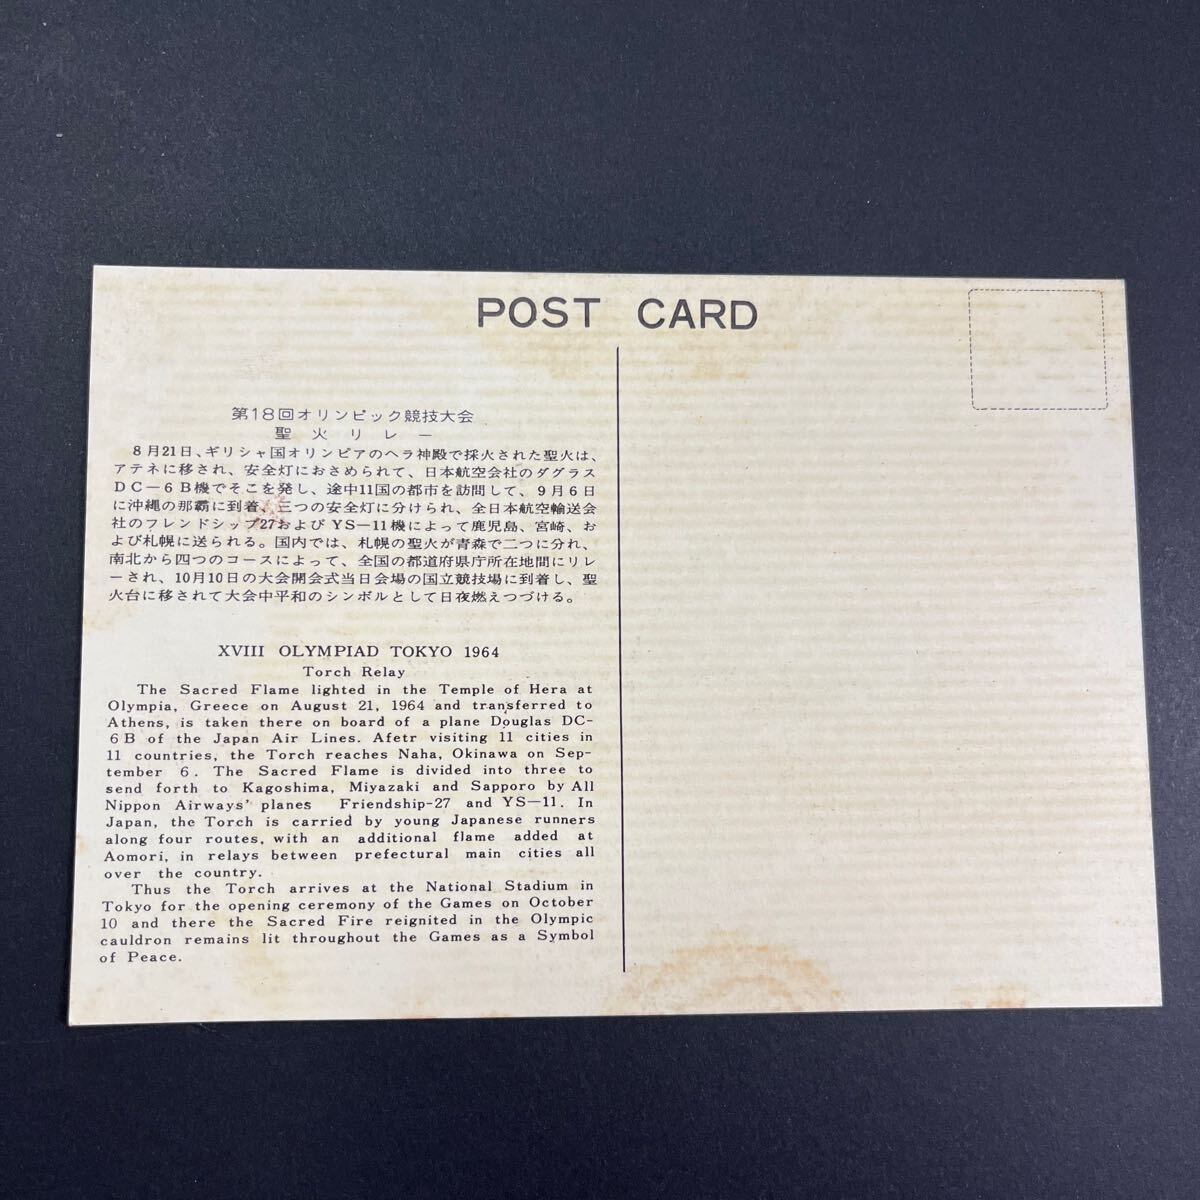 POST CARD
第18回オリンピック競技大会
聖火リレー
8月21日、ギリシャ国オリンピアのヘラ神殿で採火された聖火は、
アテネに移され、安全灯におさめられて、日本航空会社のダグラス
DC－6B機でそこを発し、途中11国の都市を訪問して、9月6日
に沖縄の那覇に到着、三つの安全灯に分けられ、全日本航空輸送会
社のフレンドシップ27およびYS－11機によって鹿児島、宮崎、お
よび札幌に送られる。国内では、札幌の聖火が青森で二つに分れ、
南北から四つのコースによって、全国の都道府県庁所在地間にリレ
ーされ、10月10日の大会開会式当日会場の国立競技場に到着し、聖
火台に移されて大会中平和のシンボルとして日夜燃えつづける。
XVIII OLYMPIAD TOKYO 1964
Torch Relay
The Sacred Flame lighted in the Temple of Hera at
Olympia, Greece on August 21, 1964 and transferred to
Athens, is taken there on board of a plane Douglas DC-
6B of the Japan Air Lines. Afetr visiting 11 cities in
11 countries, the Torch reaches Naha, Okinawa on Sep-
tember 6. The Sacred Flame is divided into three to
send forth to Kagoshima, Miyazaki and Sapporo by All
Nippon Airways' planes Friendship-27 and YS—11. In
Japan, the Torch is carried by young Japanese runners
along four routes, with an additional flame added at
Aomori, in relays between prefectural main cities all
over the country.
Thus the Torch arrives at the National Stadium in
Tokyo for the opening ceremony of the Games on October
10 and there the Sacred Fire reignited in the Olympic
cauldron remains lit throughout the Games as a Symbol
of Peace.